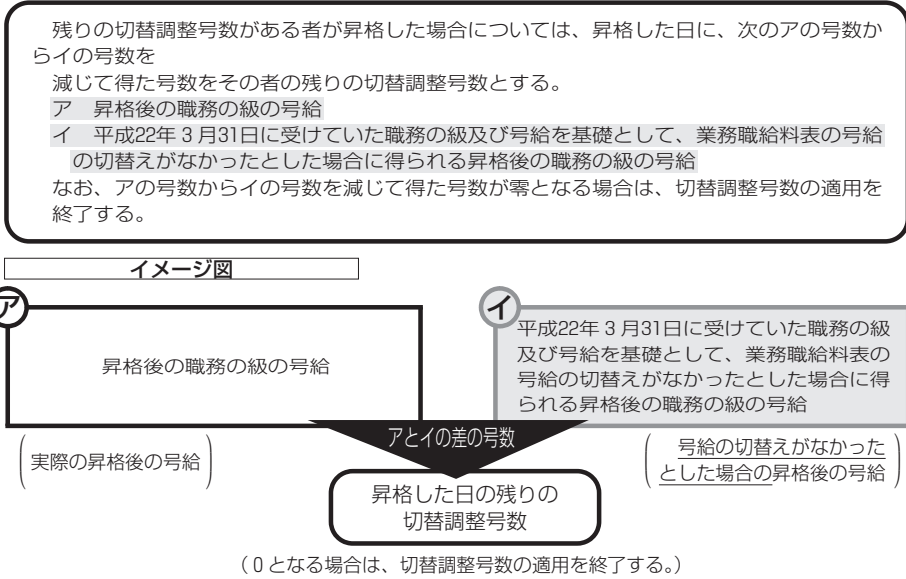 残りの切替調整号数がある者が昇格した場合については、昇格した日に、次のアの号数か
らイの号数を
減じて得た号数をその者の残りの切替調整号数とする。
ア　昇格後の職務の級の号給
イ　平成22年３月31日に受けていた職務の級及び号給を基礎として、業務職給料表の号給
の切替えがなかったとした場合に得られる昇格後の職務の級の号給
なお、アの号数からイの号数を減じて得た号数が零となる場合は、切替調整号数の適用を
終了する。
イメージ図
ア
昇格後の職務の級の号給
イ
平成22年３月31日に受けていた職務の級
及び号給を基礎として、業務職給料表の
号給の切替えがなかったとした場合に得
られる昇格後の職務の級の号給
アとイの差の号数
実際の昇格後の号給
号給の切替えがなかった
とした場合の昇格後の号給
昇格した日の残りの
切替調整号数
（０となる場合は、切替調整号数の適用を終了する。）